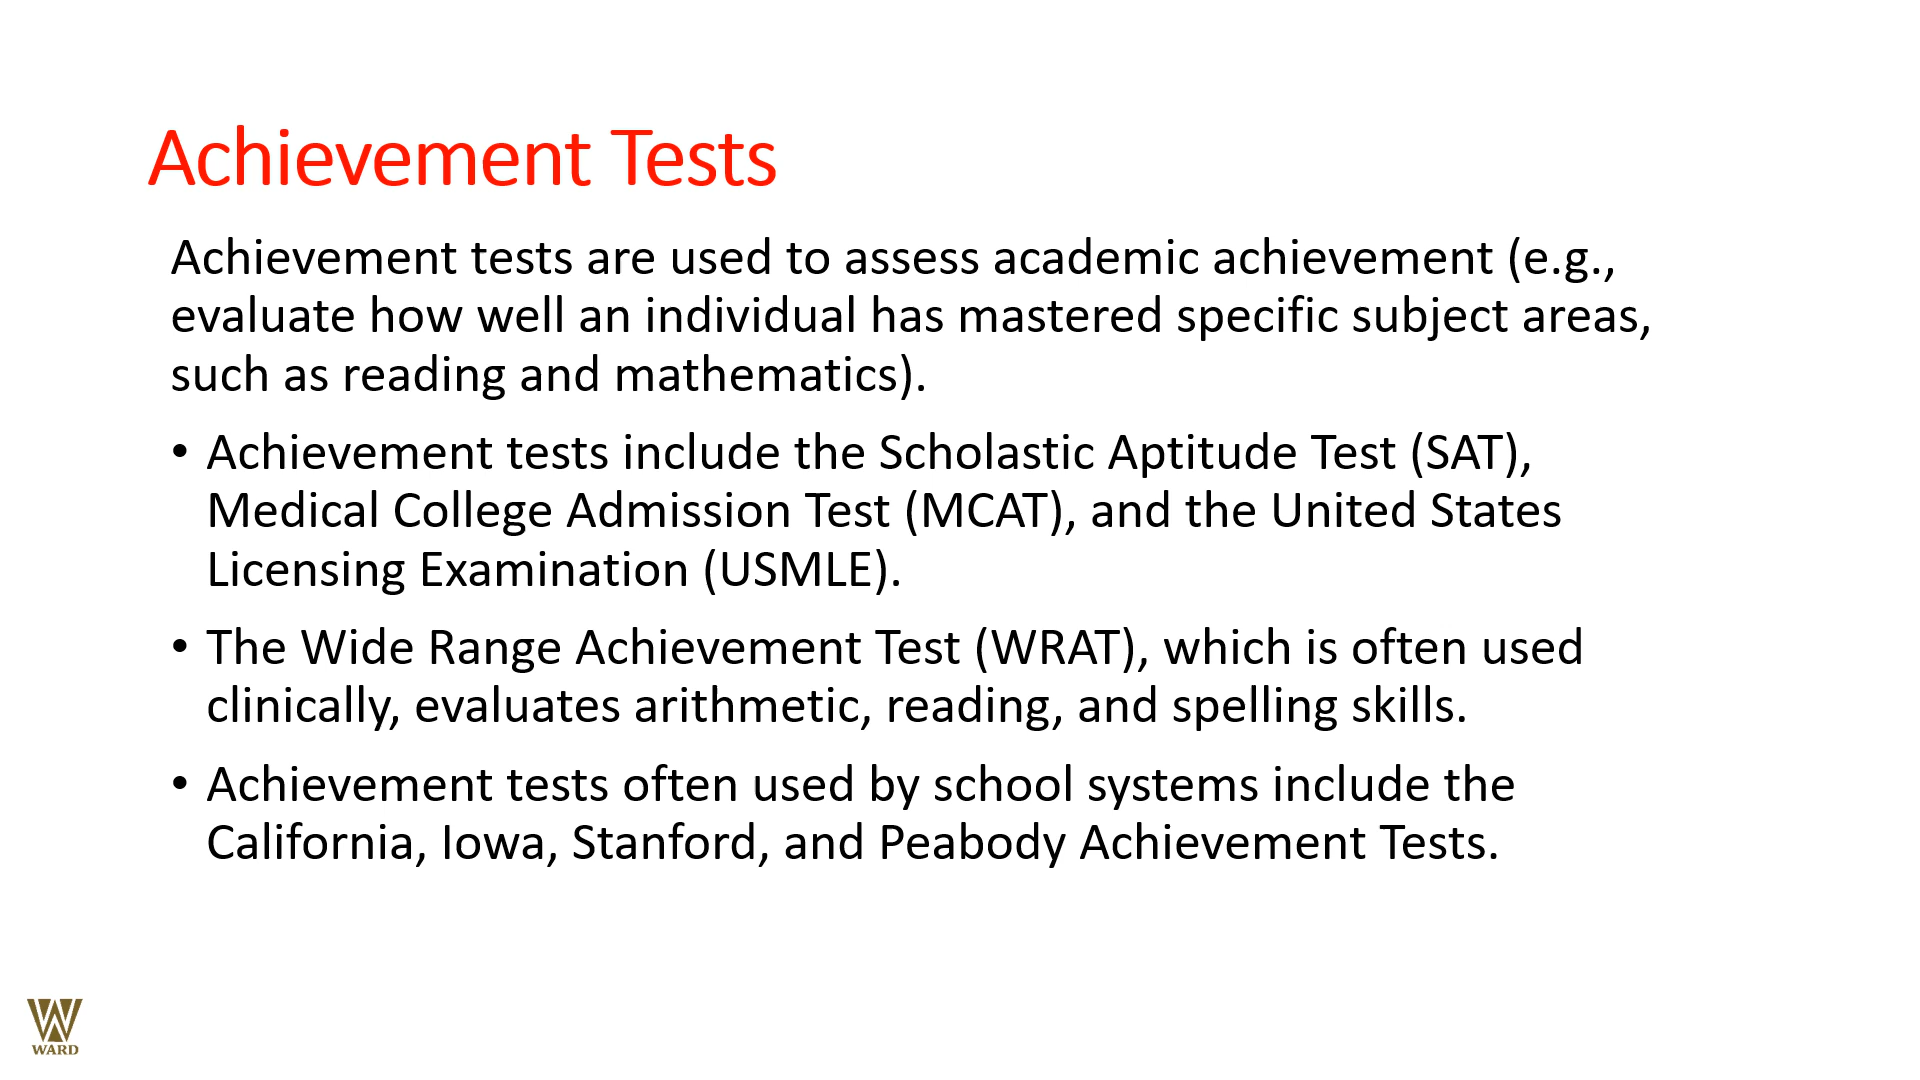 Achievement Tests
Achievement tests are used to assess academic achievement (e.g.,
evaluate how well an individual has mastered specific subject areas,
such as reading and mathematics).
• Achievement tests include the Scholastic Aptitude Test (SAT),
Medical College Admission Test (MCAT), and the United States
Licensing Examination (USMLE).
• The Wide Range Achievement Test (WRAT), which is often used
clinically, evaluates arithmetic, reading, and spelling skills.
• Achievement tests often used by school systems include the
California, Iowa, Stanford, and Peabody Achievement Tests.
WARD